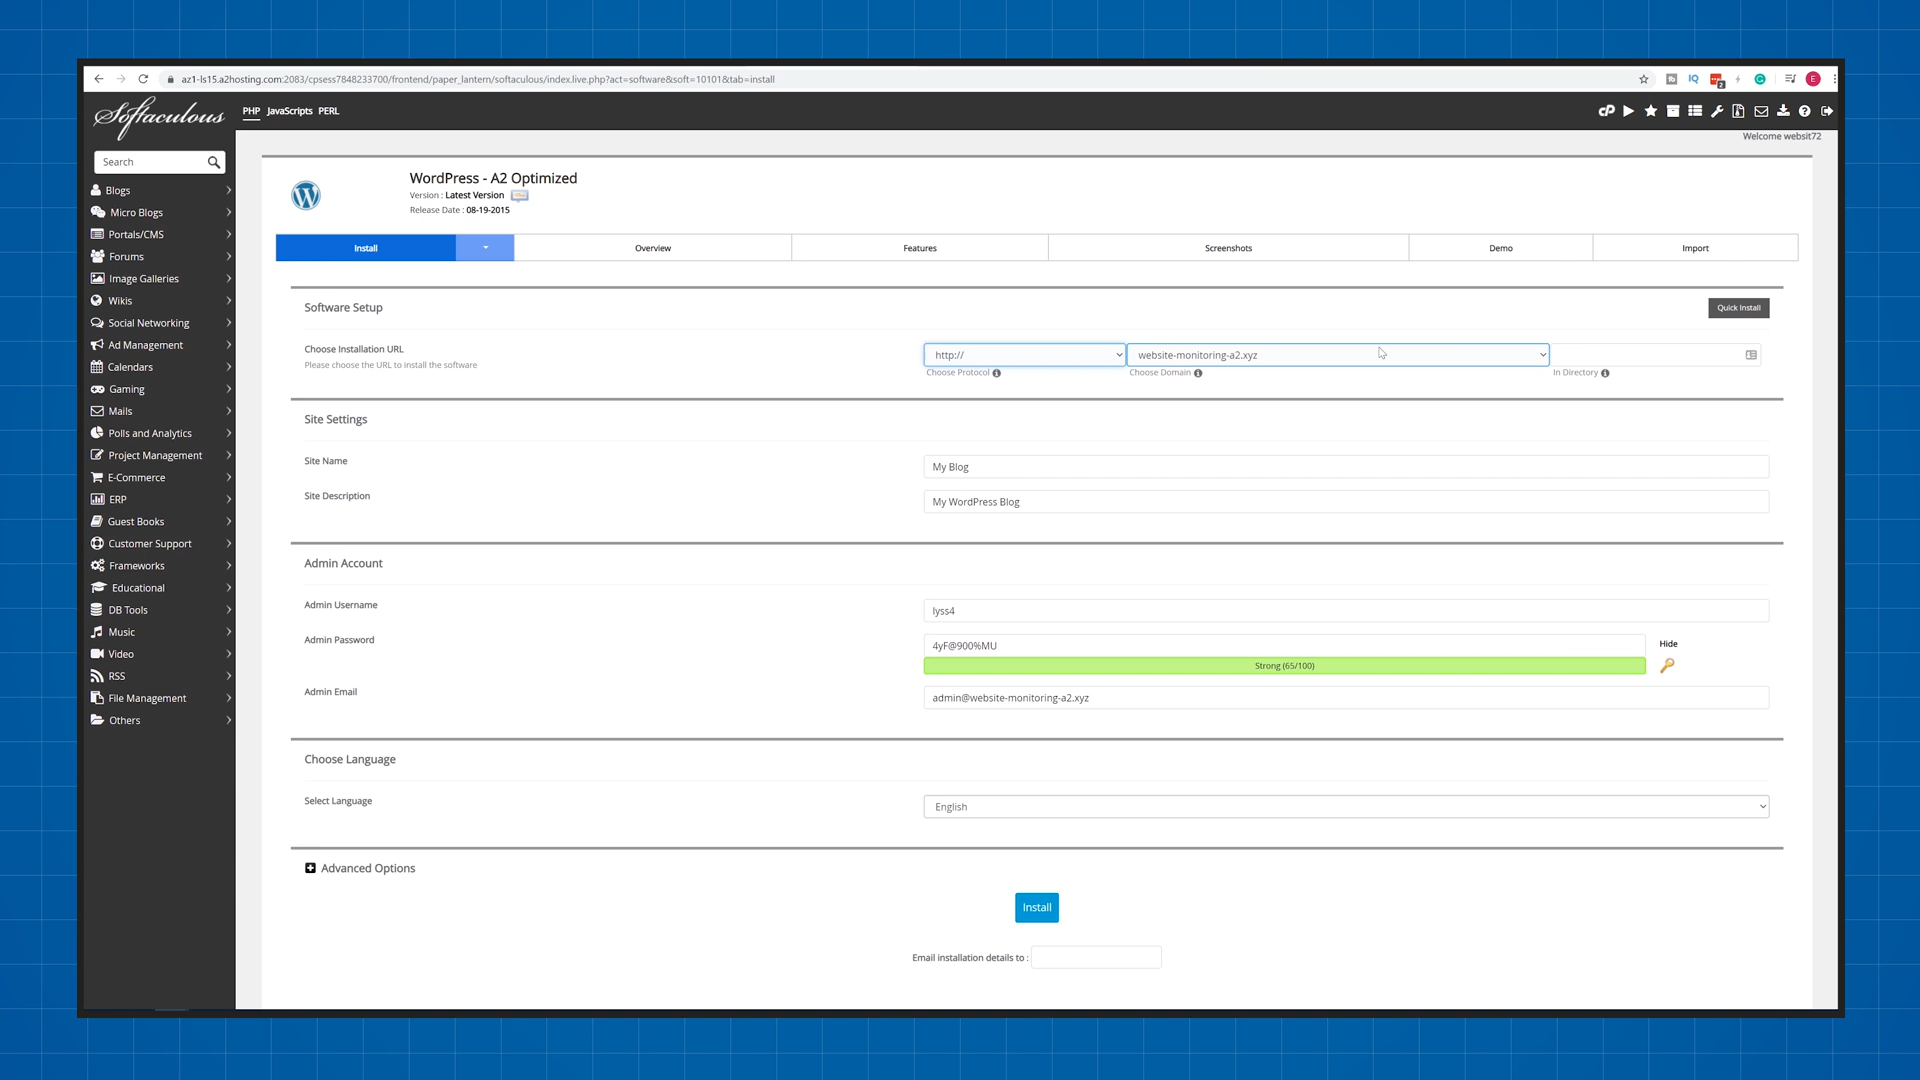 az1-ls15.a2hosting.com:2083/cpsess7848233700/frontend/paper_lantern/softaculous/index.live.php?act=software&soft=10101&tab=install
IQ
2
E
Softaculous
PHP JavaScripts PERL
cP
Welcome websit72
Search
Blogs
Micro Blogs
Portals/CMS
Forums
Image Galleries
Wikis
Social Networking
Ad Management
Calendars
Gaming
Mails
Polls and Analytics
Project Management
E-Commerce
ERP
Guest Books
Customer Support
Frameworks
Educational
DB Tools
Music
Video
RSS
File Management
Others
WordPress - A2 Optimized
Version : Latest Version
Release Date : 08-19-2015
Install Overview Features Screenshots Demo Import
Software Setup
Quick Install
Choose Installation URL
Please choose the URL to install the software
http:// website-monitoring-a2.xyz
Choose Protocol Choose Domain In Directory
Site Settings
Site Name
My Blog
Site Description
My WordPress Blog
Admin Account
Admin Username
lyss4
Admin Password
4yF@900%MU
Hide
Strong (65/100)
Admin Email
admin@website-monitoring-a2.xyz
Choose Language
Select Language
English
Advanced Options
Install
Email installation details to :